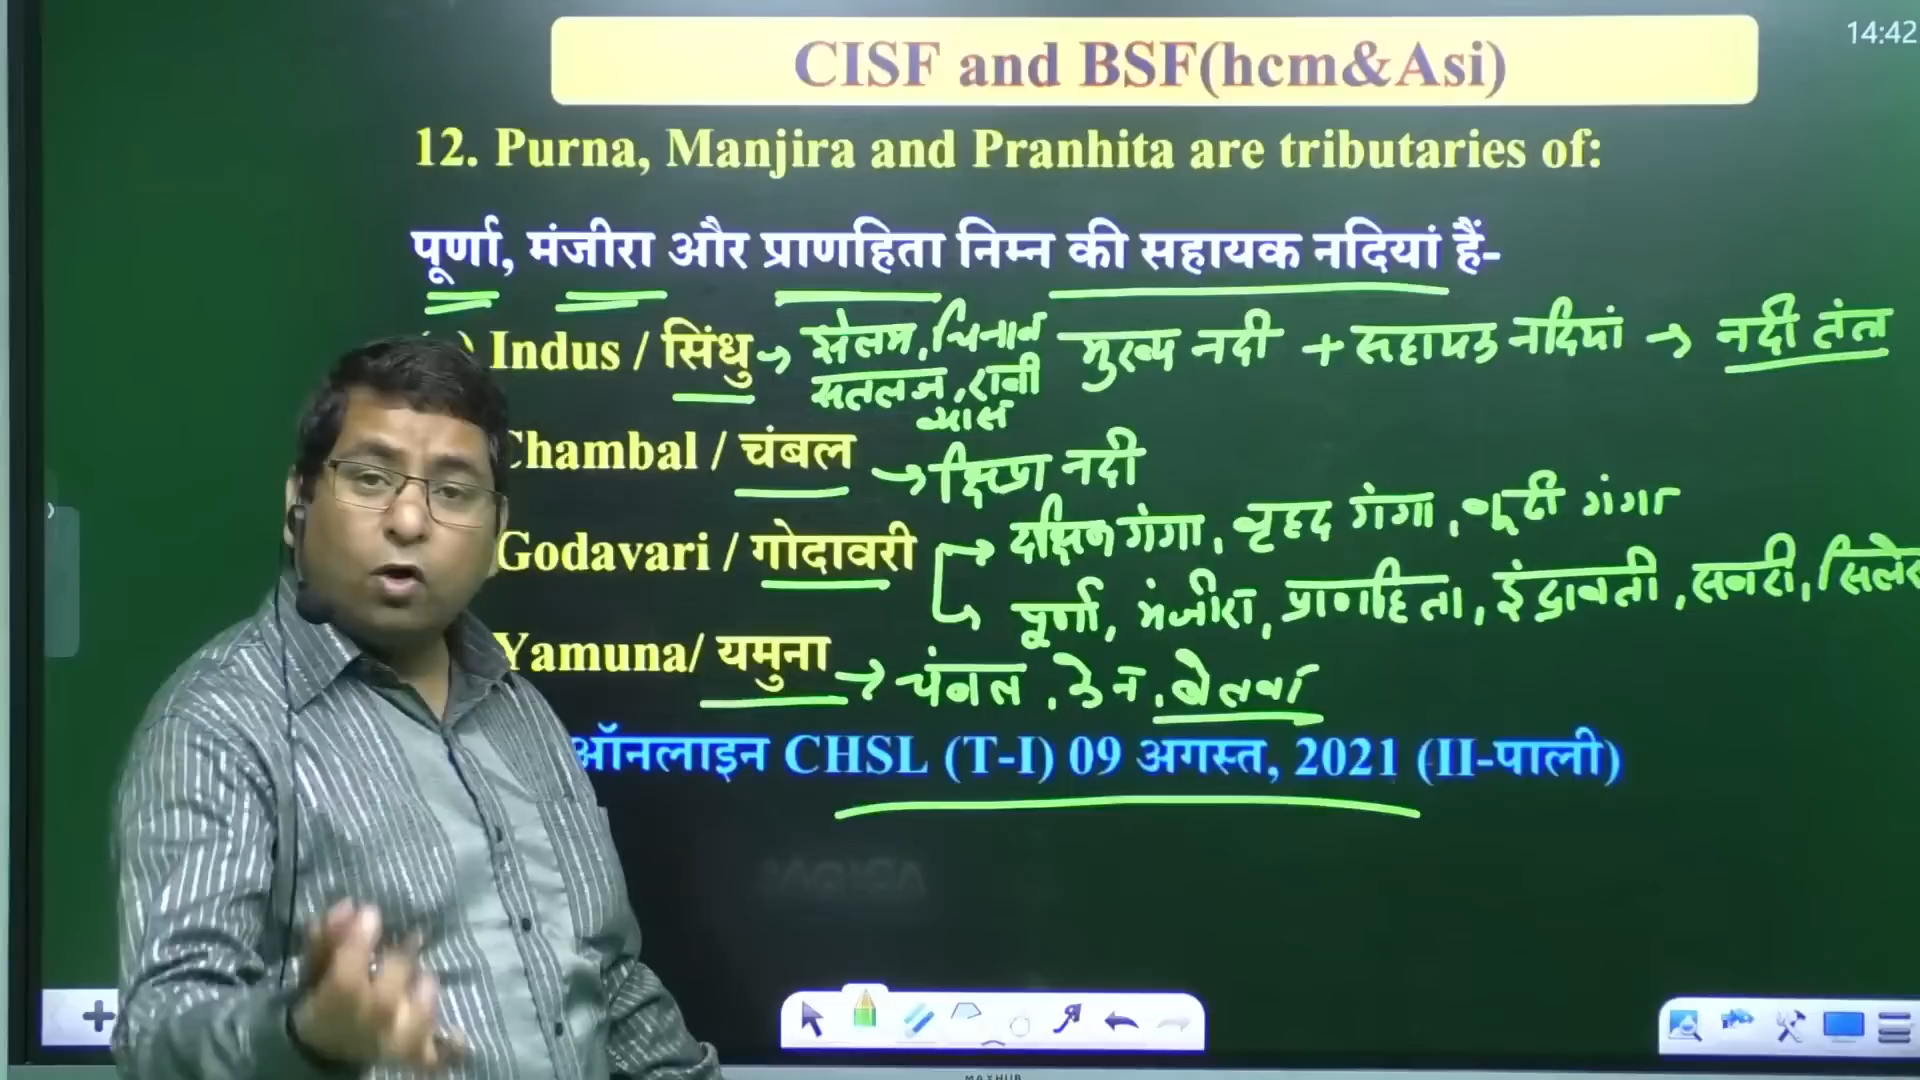 14:42
CISF and BSF(hcm&Asi)
12. Purna, Manjira and Pranhita are tributaries of:
पूर्णा, मंजीरा और प्राणहिता निम्न की सहायक नदियां हैं-
Indus / सिंधु → झेलम, चिनाब मुख्य नदी + सहायक नदियां → नदी तंत्र
सतलज, रावी
व्यास
Chambal / चंबल → क्षिप्रा नदी
दक्षिण गंगा, वृहद गंगा, बूढ़ी गंगा
Godavari / गोदावरी
पूर्णा, मंजीरा, प्राणहिता, इंद्रावती, सबरी, सिलेरु
Yamuna/ यमुना → चंबल, केन, बेतवा
ऑनलाइन CHSL (T-I) 09 अगस्त, 2021 (II-पाली)
MAXHUB